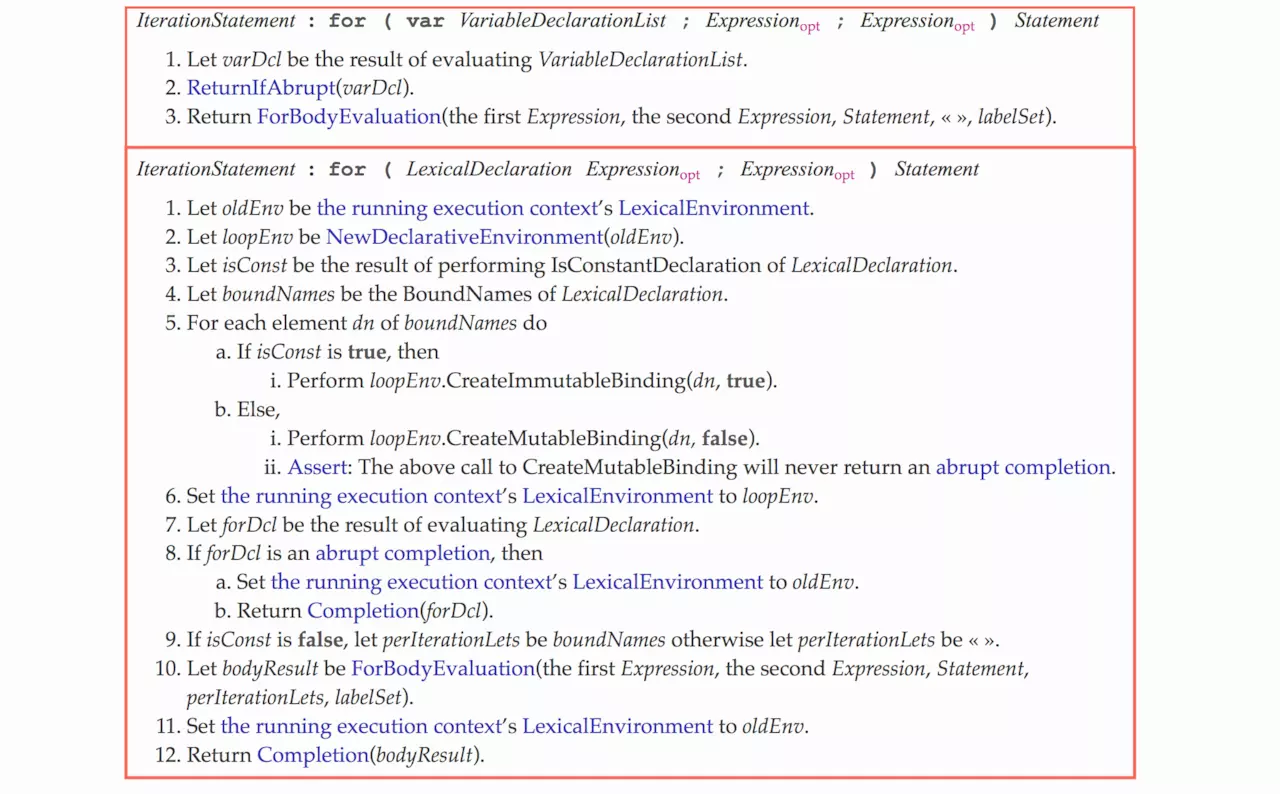 IterationStatement : for ( var VariableDeclarationList ; Expressionopt ; Expressionopt ) Statement
1. Let varDcl be the result of evaluating VariableDeclarationList.
2. ReturnIfAbrupt(varDcl).
3. Return ForBodyEvaluation(the first Expression, the second Expression, Statement, « », labelSet).
IterationStatement : for ( LexicalDeclaration Expressionopt ; Expressionopt ) Statement
1. Let oldEnv be the running execution context's LexicalEnvironment.
2. Let loopEnv be NewDeclarativeEnvironment(oldEnv).
3. Let isConst be the result of performing IsConstantDeclaration of LexicalDeclaration.
4. Let boundNames be the BoundNames of LexicalDeclaration.
5. For each element dn of boundNames do
a. If isConst is true, then
i. Perform loopEnv.CreateImmutableBinding(dn, true).
b. Else,
i. Perform loopEnv.CreateMutableBinding(dn, false).
ii. Assert: The above call to CreateMutableBinding will never return an abrupt completion.
6. Set the running execution context's LexicalEnvironment to loopEnv.
7. Let forDcl be the result of evaluating LexicalDeclaration.
8. If forDcl is an abrupt completion, then
a. Set the running execution context's LexicalEnvironment to oldEnv.
b. Return Completion(forDcl).
9. If isConst is false, let perIterationLets be boundNames otherwise let perIterationLets be « ».
10. Let bodyResult be ForBodyEvaluation(the first Expression, the second Expression, Statement,
perIterationLets, labelSet).
11. Set the running execution context's LexicalEnvironment to oldEnv.
12. Return Completion(bodyResult).